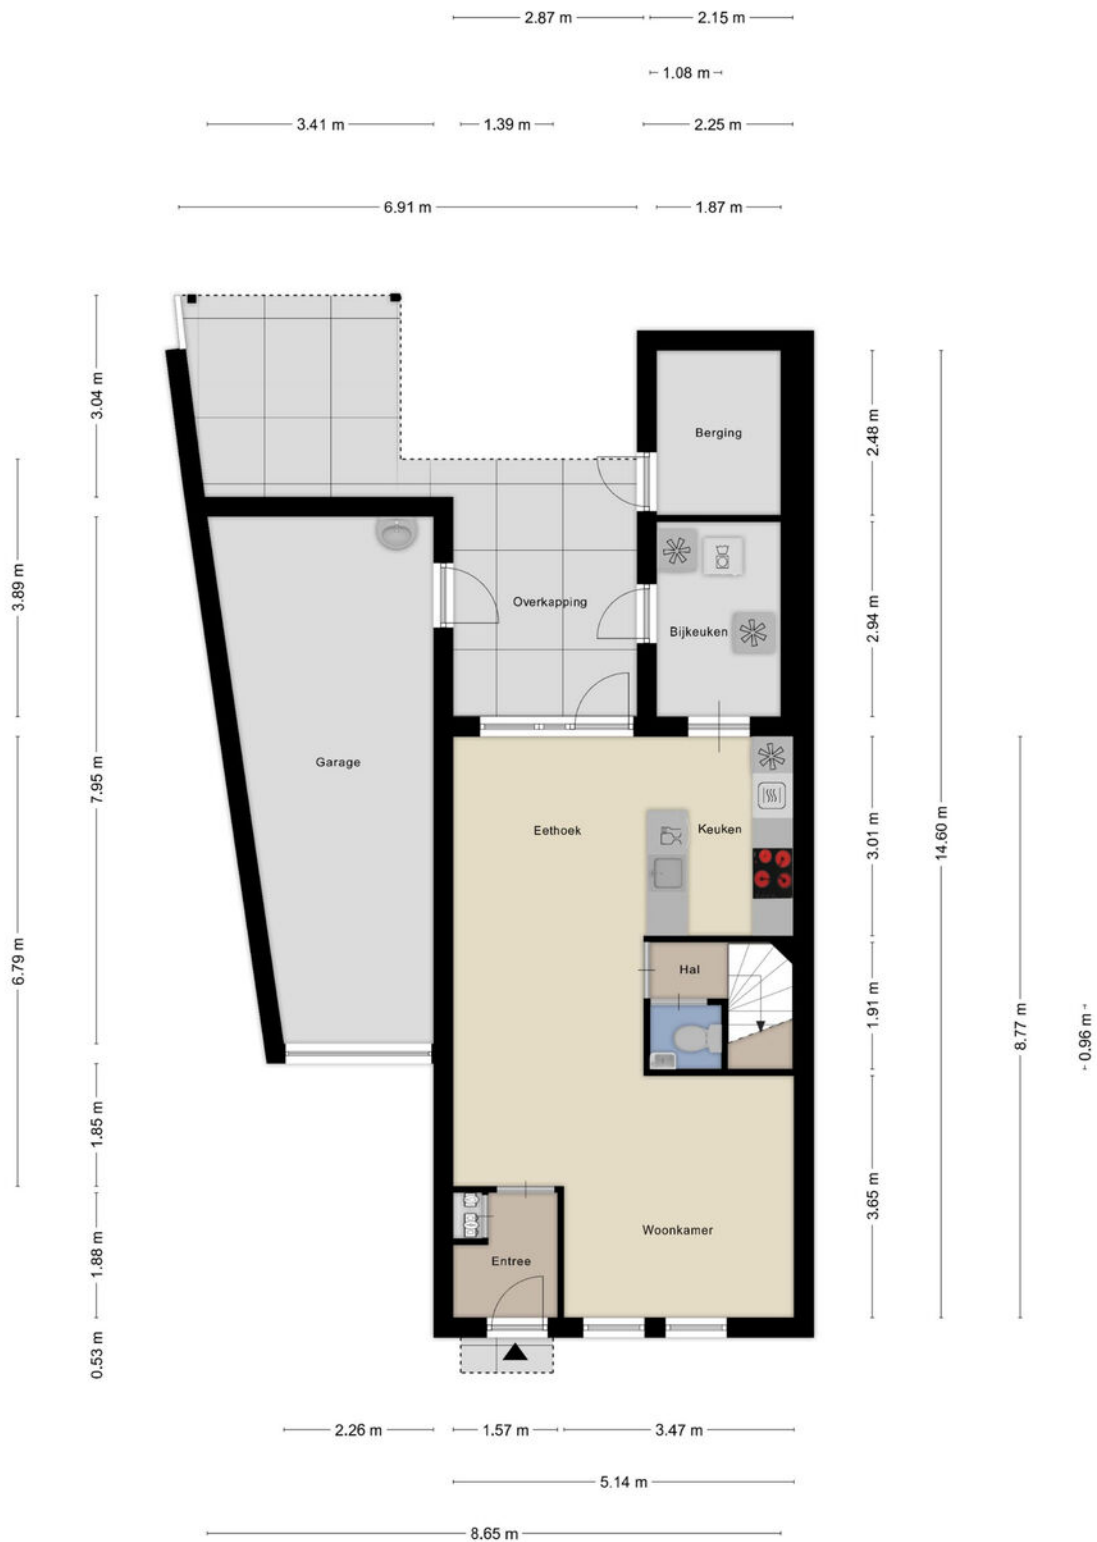 2.87 m
2.15 m
1.08 m
3.41 m
1.39 m
2.25 m
6.91 m
1.87 m
3.04 m
2.48 m
Berging
3.89 m
Overkapping
Bijkeuken
2.94 m
Garage
7.95 m
Eethoek
Keuken
3.01 m
14.60 m
6.79 m
Hal
1.91 m
8.77 m
0.96 m
1.85 m
3.65 m
Woonkamer
1.88 m
Entree
0.53 m
2.26 m
1.57 m
3.47 m
5.14 m
8.65 m